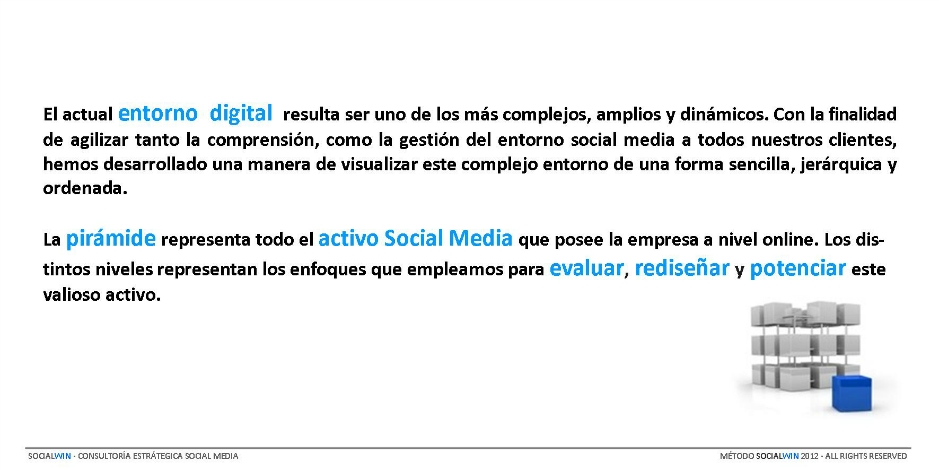 El actual entorno digital resulta ser uno de los más complejos, amplios y dinámicos. Con la finalidad
de agilizar tanto la comprensión, como la gestión del entorno social media a todos nuestros clientes,
hemos desarrollado una manera de visualizar este complejo entorno de una forma sencilla, jerárquica y
ordenada.
La pirámide representa todo el activo Social Media que posee la empresa a nivel online. Los dis-
tintos niveles representan los enfoques que empleamos para evaluar, rediseñar y potenciar este
valioso activo.
SOCIALWIN - CONSULTORÍA ESTRÁTEGICA SOCIAL MEDIA
MÉTODO SOCIALWIN 2012 - ALL RIGHTS RESERVED